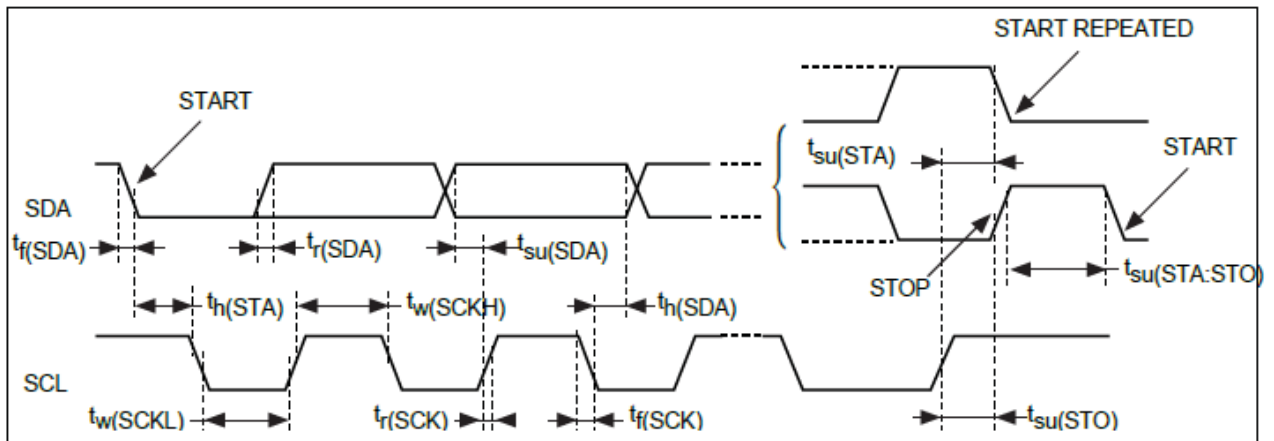 START REPEATED
START
tsu(STA)
START
SDA
tf(SDA)
tr(SDA)
tsu(SDA)
STOP
tsu(STA:STO)
th(STA)
tw(SCKH)
th(SDA)
SCL
tw(SCKL)
tr(SCK)
tf(SCK)
tsu(STO)